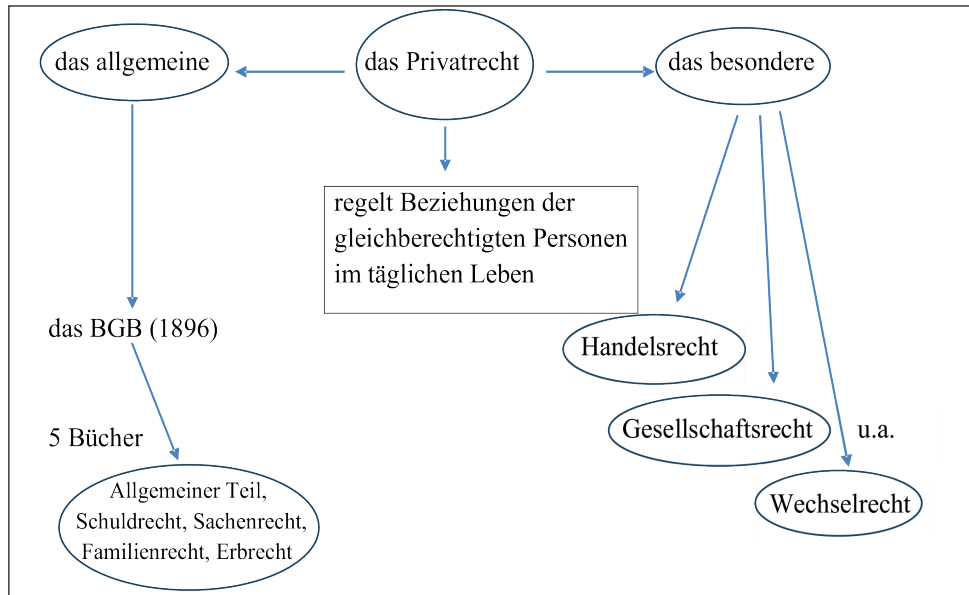 das allgemeine
das Privatrecht
das besondere
regelt Beziehungen der
gleichberechtigten Personen
im täglichen Leben
das BGB (1896)
5 Bücher
Allgemeiner Teil,
Schuldrecht, Sachenrecht,
Familienrecht, Erbrecht
Handelsrecht
Gesellschaftsrecht
u.a.
Wechselrecht